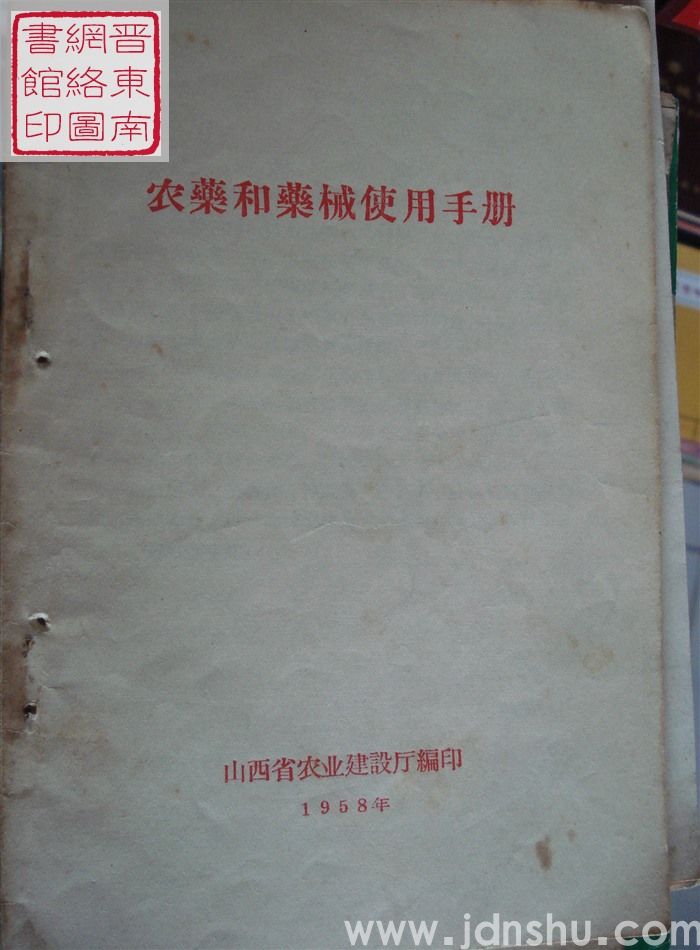 晋東南
網絡圖
書館印
农藥和藥械使用手册
山西省农业建設厅編印
1958年
www.jdnshu.com